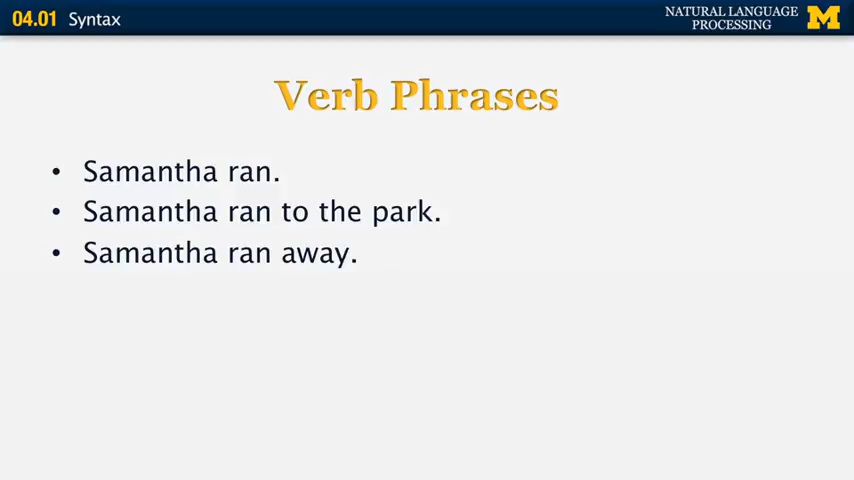 04.01 Syntax
NATURAL LANGUAGE
PROCESSING
M
Verb Phrases
• Samantha ran.
• Samantha ran to the park.
• Samantha ran away.